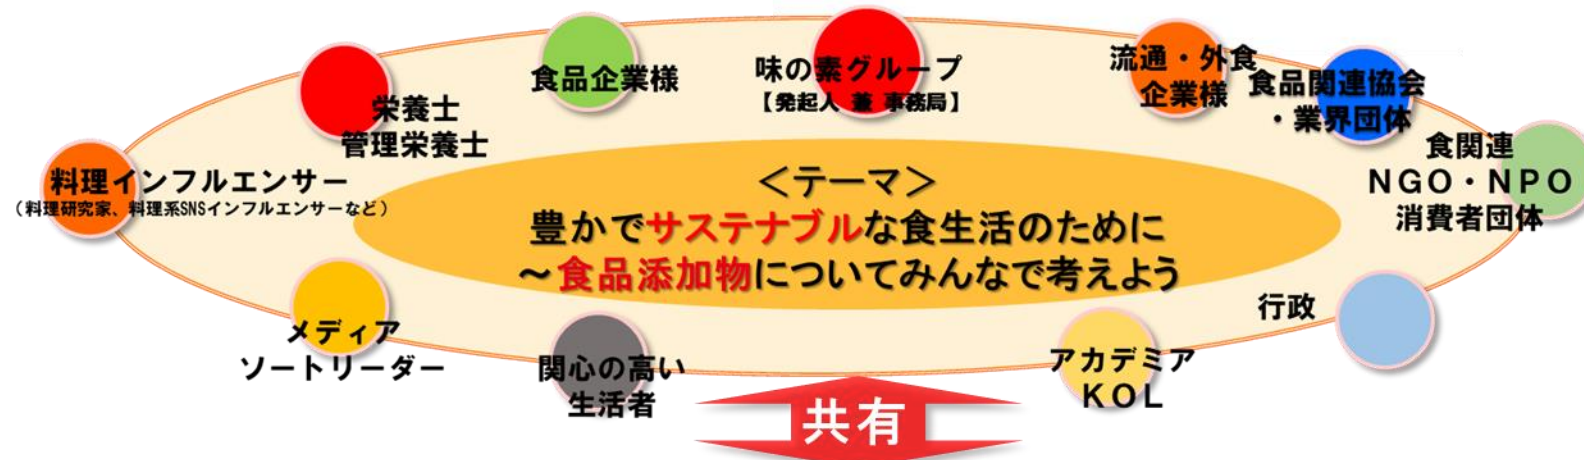 味の素グループ
【発起人 兼 事務局】
流通・外食
企業様
食品関連協会
・業界団体
食関連
NGO・NPO
消費者団体
行政
アカデミア
KOL
関心の高い
生活者
メディア
ソートリーダー
料理インフルエンサー
（料理研究家、料理系SNSインフルエンサーなど）
栄養士
管理栄養士
食品企業様
＜テーマ＞
豊かでサステナブルな食生活のために
～食品添加物についてみんなで考えよう
共有